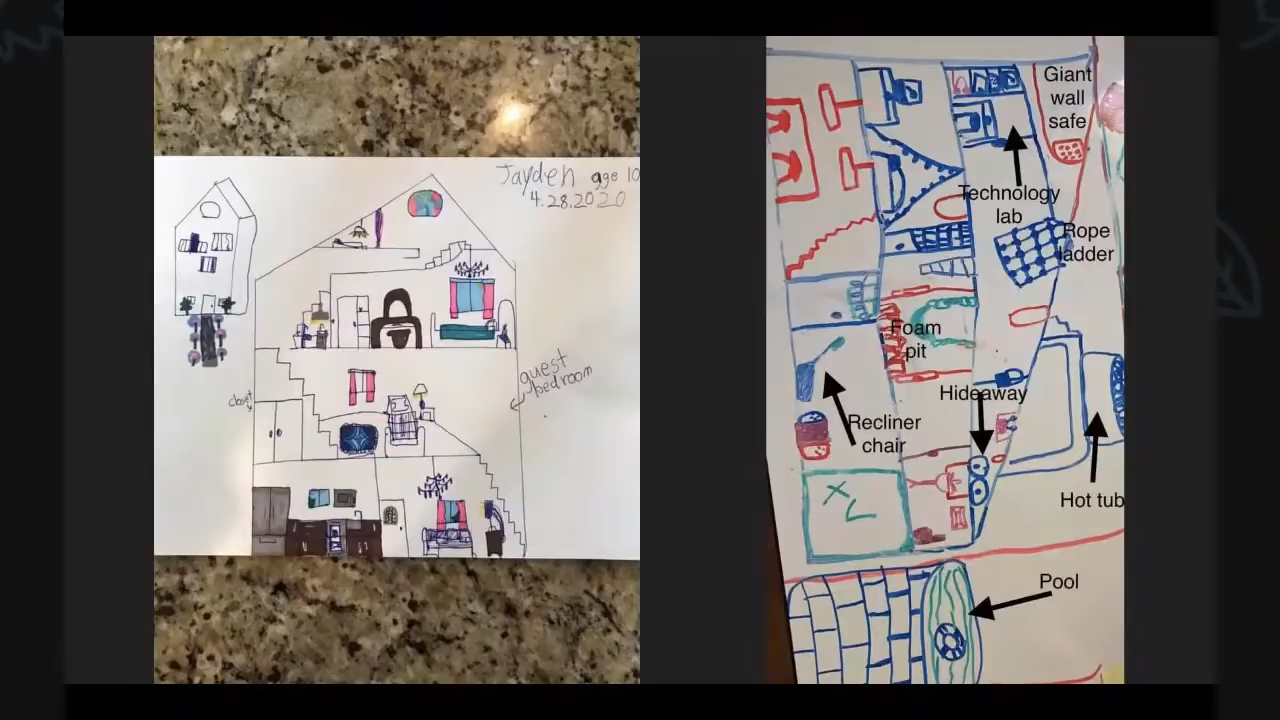 Jayden age 10
4.28.2020
guest
bedroom
closet
Giant
wall
safe
Technology
lab
Rope
ladder
Foam
pit
Hideaway
Recliner
chair
Hot tub
Pool